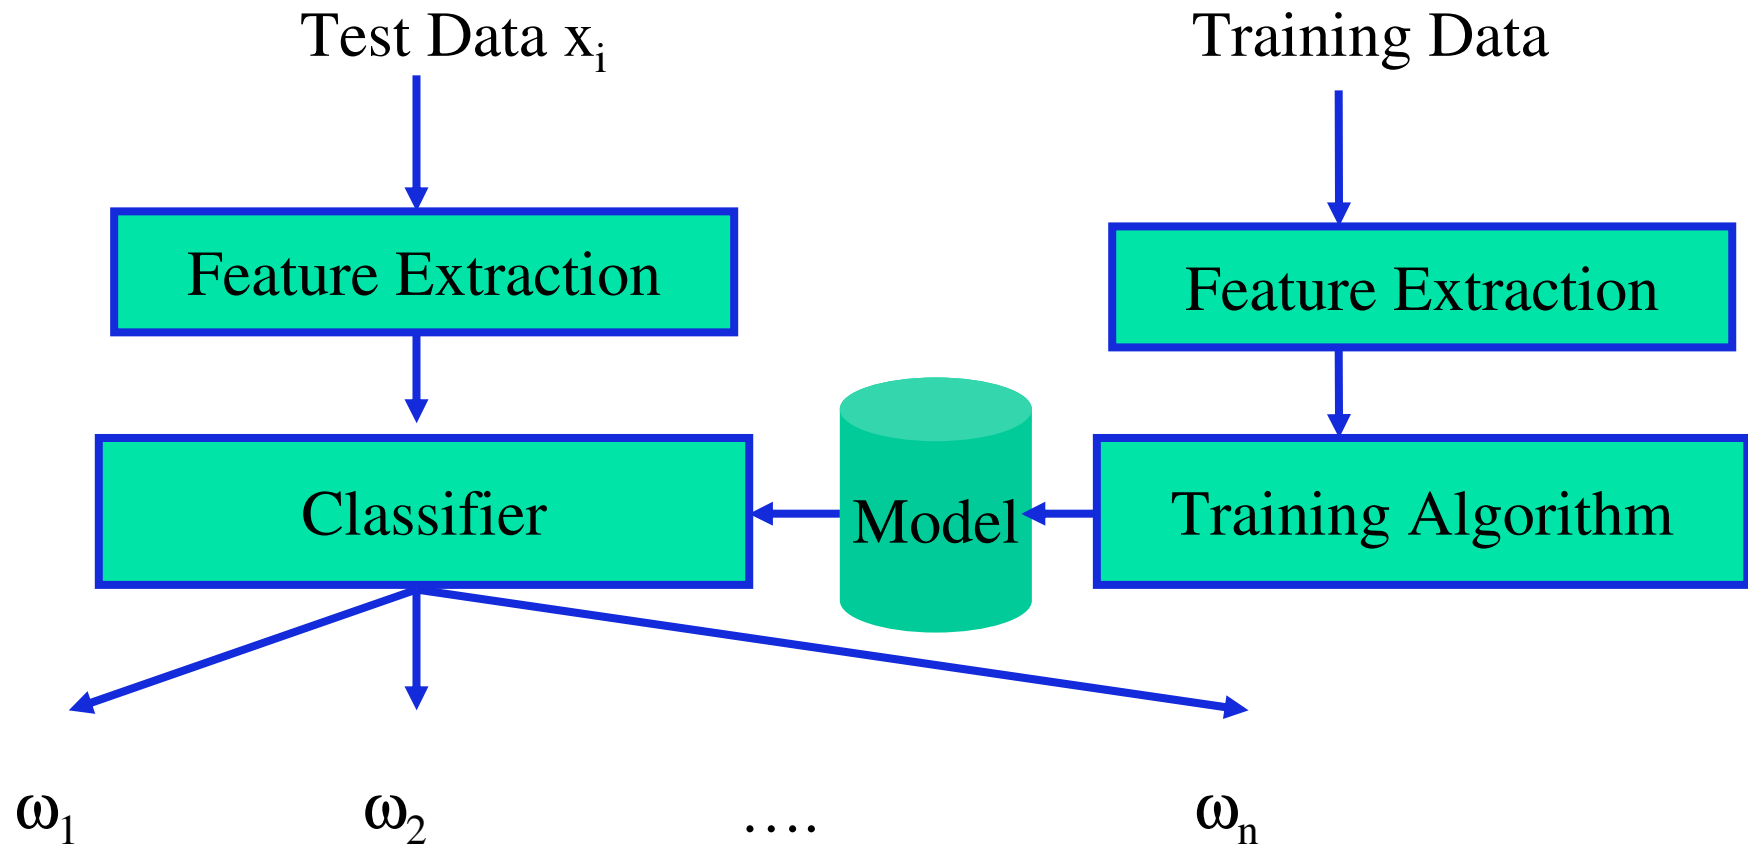 Test Data xi
Training Data
Feature Extraction
Feature Extraction
Classifier
Model
Training Algorithm
ω1
ω2
....
ωn